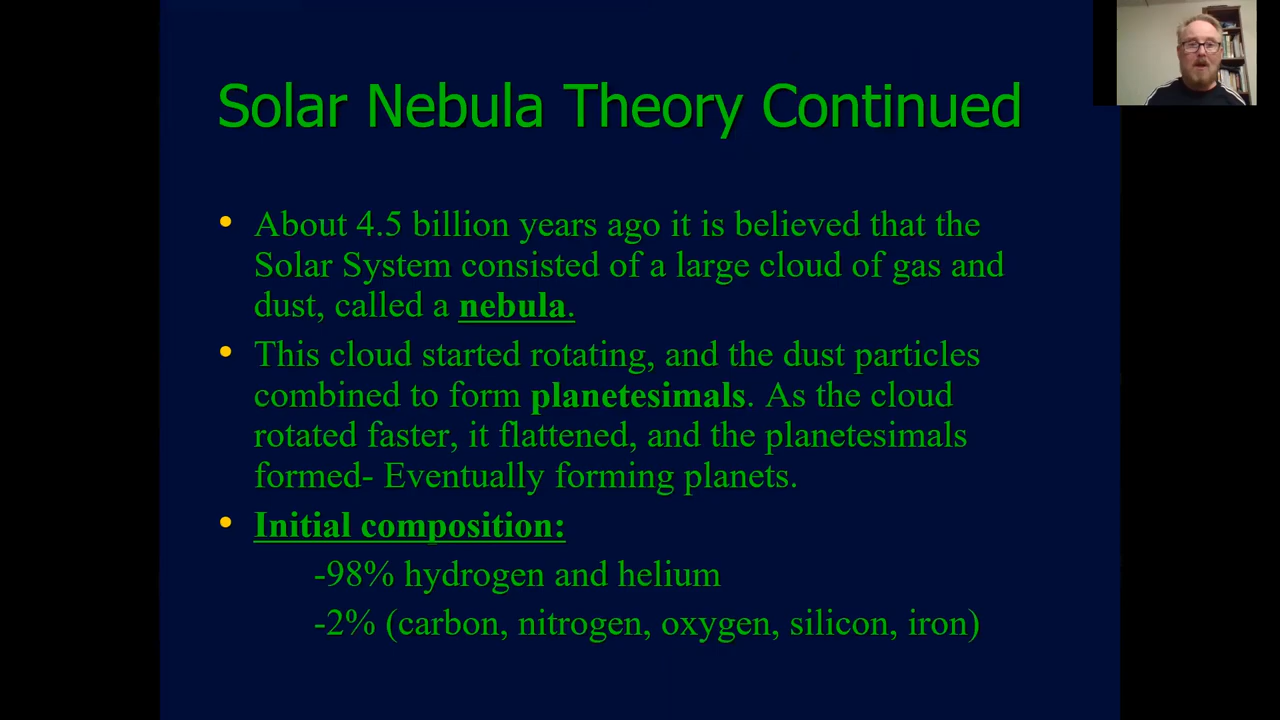 Solar Nebula Theory Continued
• About 4.5 billion years ago it is believed that the
Solar System consisted of a large cloud of gas and
dust, called a nebula.
• This cloud started rotating, and the dust particles
combined to form planetesimals. As the cloud
rotated faster, it flattened, and the planetesimals
formed- Eventually forming planets.
• Initial composition:
-98% hydrogen and helium
-2% (carbon, nitrogen, oxygen, silicon, iron)